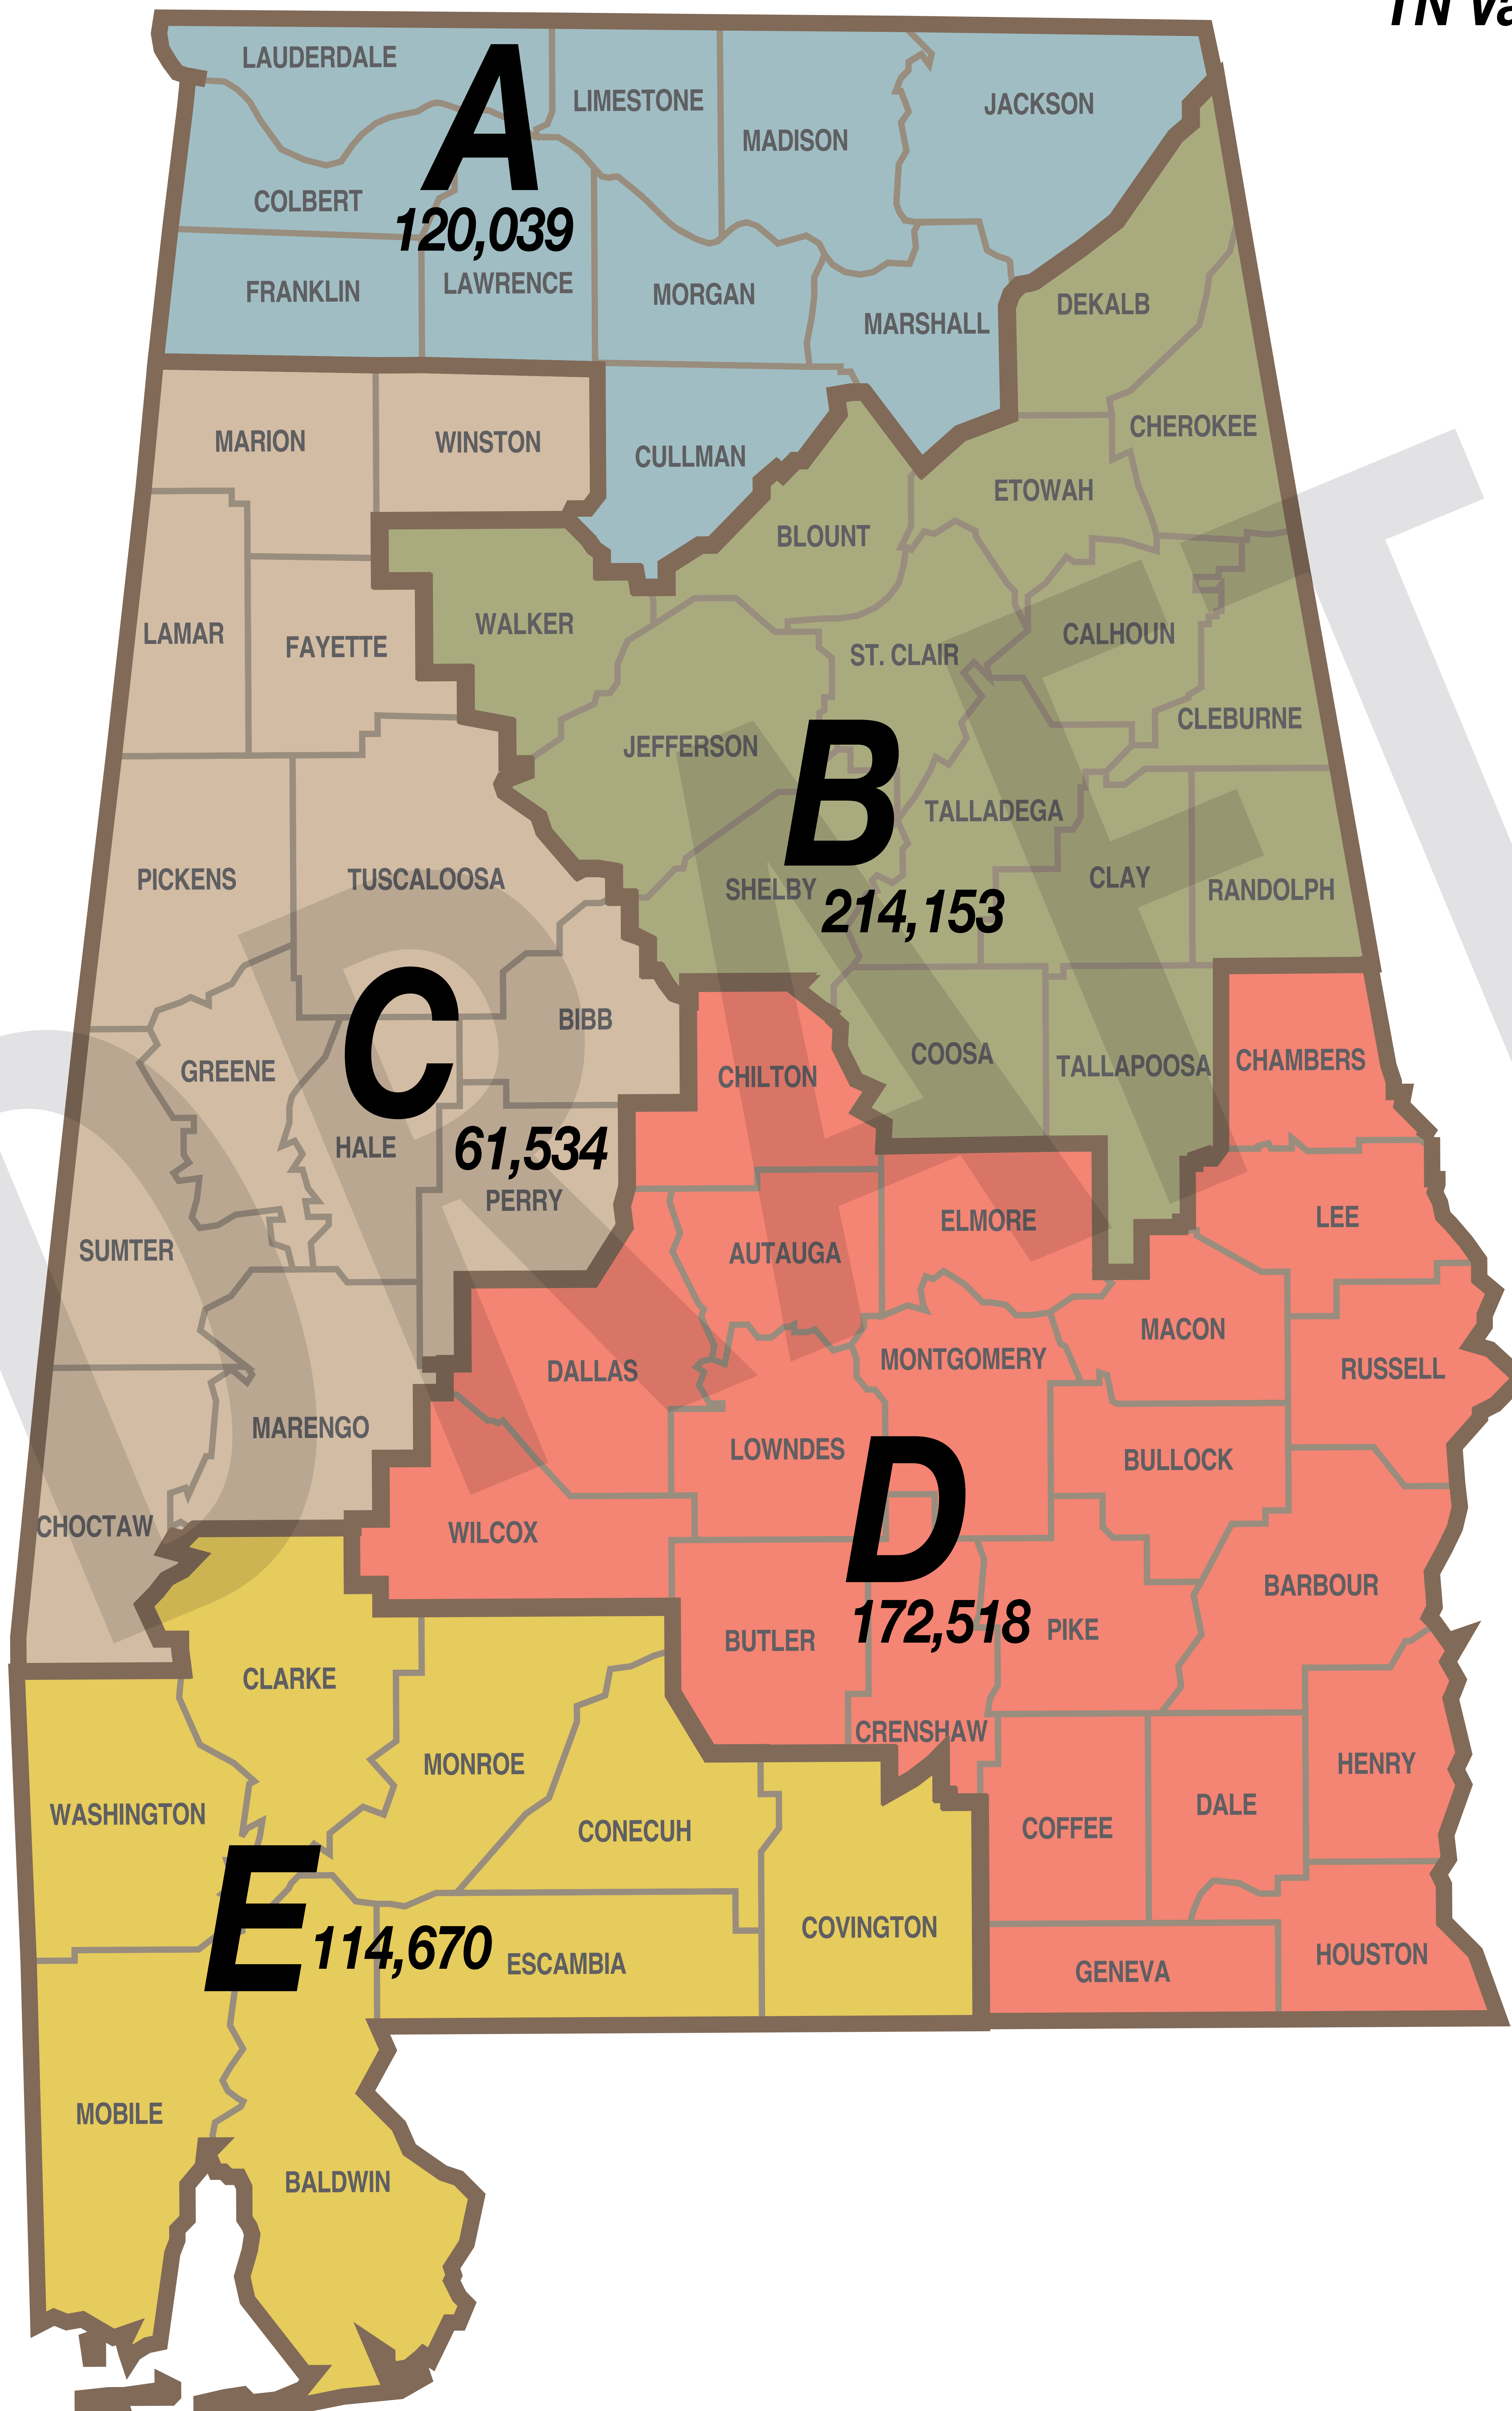 TN Va
LAUDERDALE
LIMESTONE
MADISON
JACKSON
A
120,039
COLBERT
FRANKLIN
LAWRENCE
MORGAN
MARSHALL
DEKALB
MARION
WINSTON
CULLMAN
CHEROKEE
ETOWAH
BLOUNT
LAMAR
FAYETTE
WALKER
ST. CLAIR
CALHOUN
CLEBURNE
JEFFERSON
B
214,153
TALLADEGA
PICKENS
TUSCALOOSA
SHELBY
CLAY
RANDOLPH
C
61,534
BIBB
GREENE
HALE
PERRY
CHILTON
COOSA
TALLAPOOSA
CHAMBERS
SUMTER
AUTAUGA
ELMORE
LEE
MACON
DALLAS
MONTGOMERY
RUSSELL
MARENGO
LOWNDES
BULLOCK
CHOCTAW
WILCOX
D
172,518
BARBOUR
BUTLER
PIKE
CLARKE
CRENSHAW
MONROE
HENRY
WASHINGTON
CONECUH
COFFEE
DALE
E
114,670
ESCAMBIA
COVINGTON
GENEVA
HOUSTON
MOBILE
BALDWIN
DRAFT